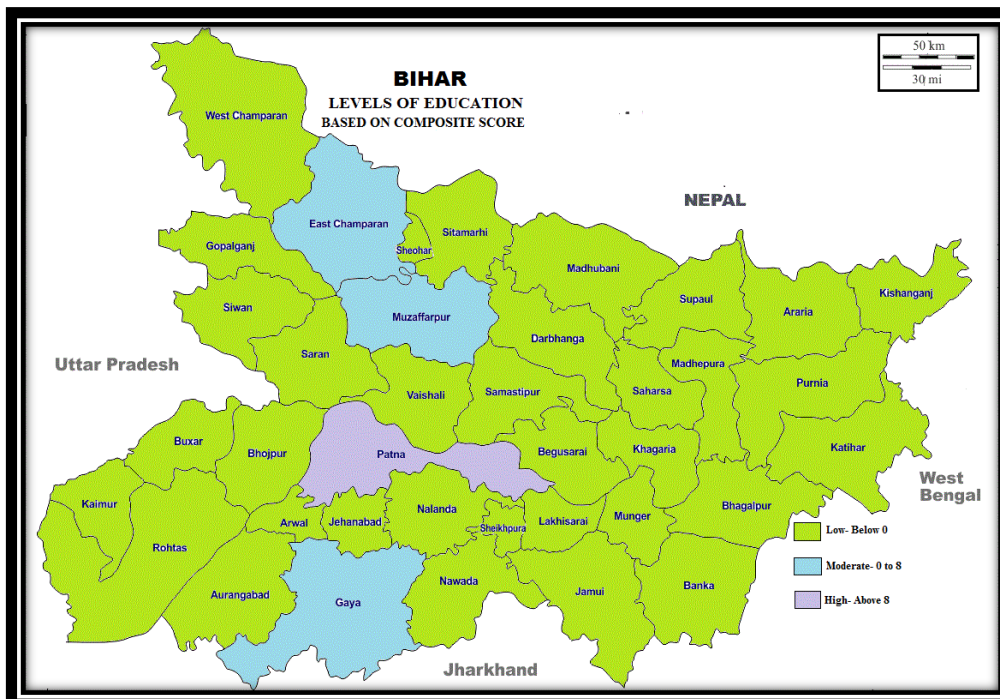 50 km
30 mi
BIHAR
LEVELS OF EDUCATION
BASED ON COMPOSITE SCORE
West Champaran
NEPAL
East Champaran
Sitamarhi
Gopalganj
Sheohar
Madhubani
Kishanganj
Supaul
Siwan
Araria
Muzaffarpur
Darbhanga
Saran
Uttar Pradesh
Madhepura
Purnia
Vaishali
Samastipur
Saharsa
Buxar
Bhojpur
Patna
Begusarai
Khagaria
Katihar
West
Bengal
Kaimur
Nalanda
Bhagalpur
Arwal
Jehanabad
Sheikhpura
Lakhisarai
Munger
Low- Below 0
Rohtas
Moderate- 0 to 8
Nawada
Banka
Aurangabad
Gaya
Jamui
High- Above 8
Jharkhand